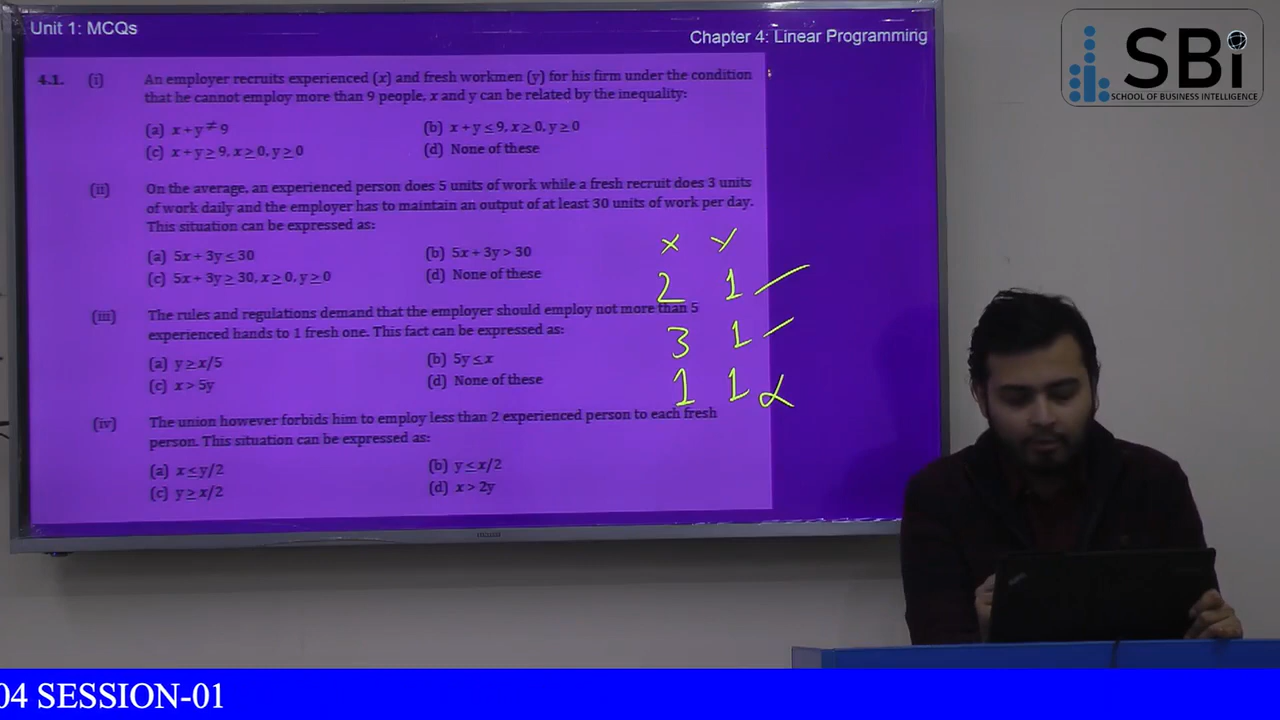 Unit 1: MCQs
Chapter 4: Linear Programming
SBi
SCHOOL OF BUSINESS INTELLIGENCE
4.1. (i) An employer recruits experienced (x) and fresh workmen (y) for his firm under the condition
that he cannot employ more than 9 people, x and y can be related by the inequality:
(a) x + y ≠ 9 (b) x + y ≤ 9, x ≥ 0, y ≥ 0
(c) x + y ≥ 9, x ≥ 0, y ≥ 0 (d) None of these
(ii) On the average, an experienced person does 5 units of work while a fresh recruit does 3 units
of work daily and the employer has to maintain an output of at least 30 units of work per day.
This situation can be expressed as:
(a) 5x + 3y ≤ 30 (b) 5x + 3y > 30
(c) 5x + 3y ≥ 30, x ≥ 0, y ≥ 0 (d) None of these
(iii) The rules and regulations demand that the employer should employ not more than 5
experienced hands to 1 fresh one. This fact can be expressed as:
(a) y ≥ x/5 (b) 5y ≤ x
(c) x > 5y (d) None of these
(iv) The union however forbids him to employ less than 2 experienced person to each fresh
person. This situation can be expressed as:
(a) x ≤ y/2 (b) y ≤ x/2
(c) y ≥ x/2 (d) x > 2y
x y
2 1
3 1
1 1 x
04 SESSION-01